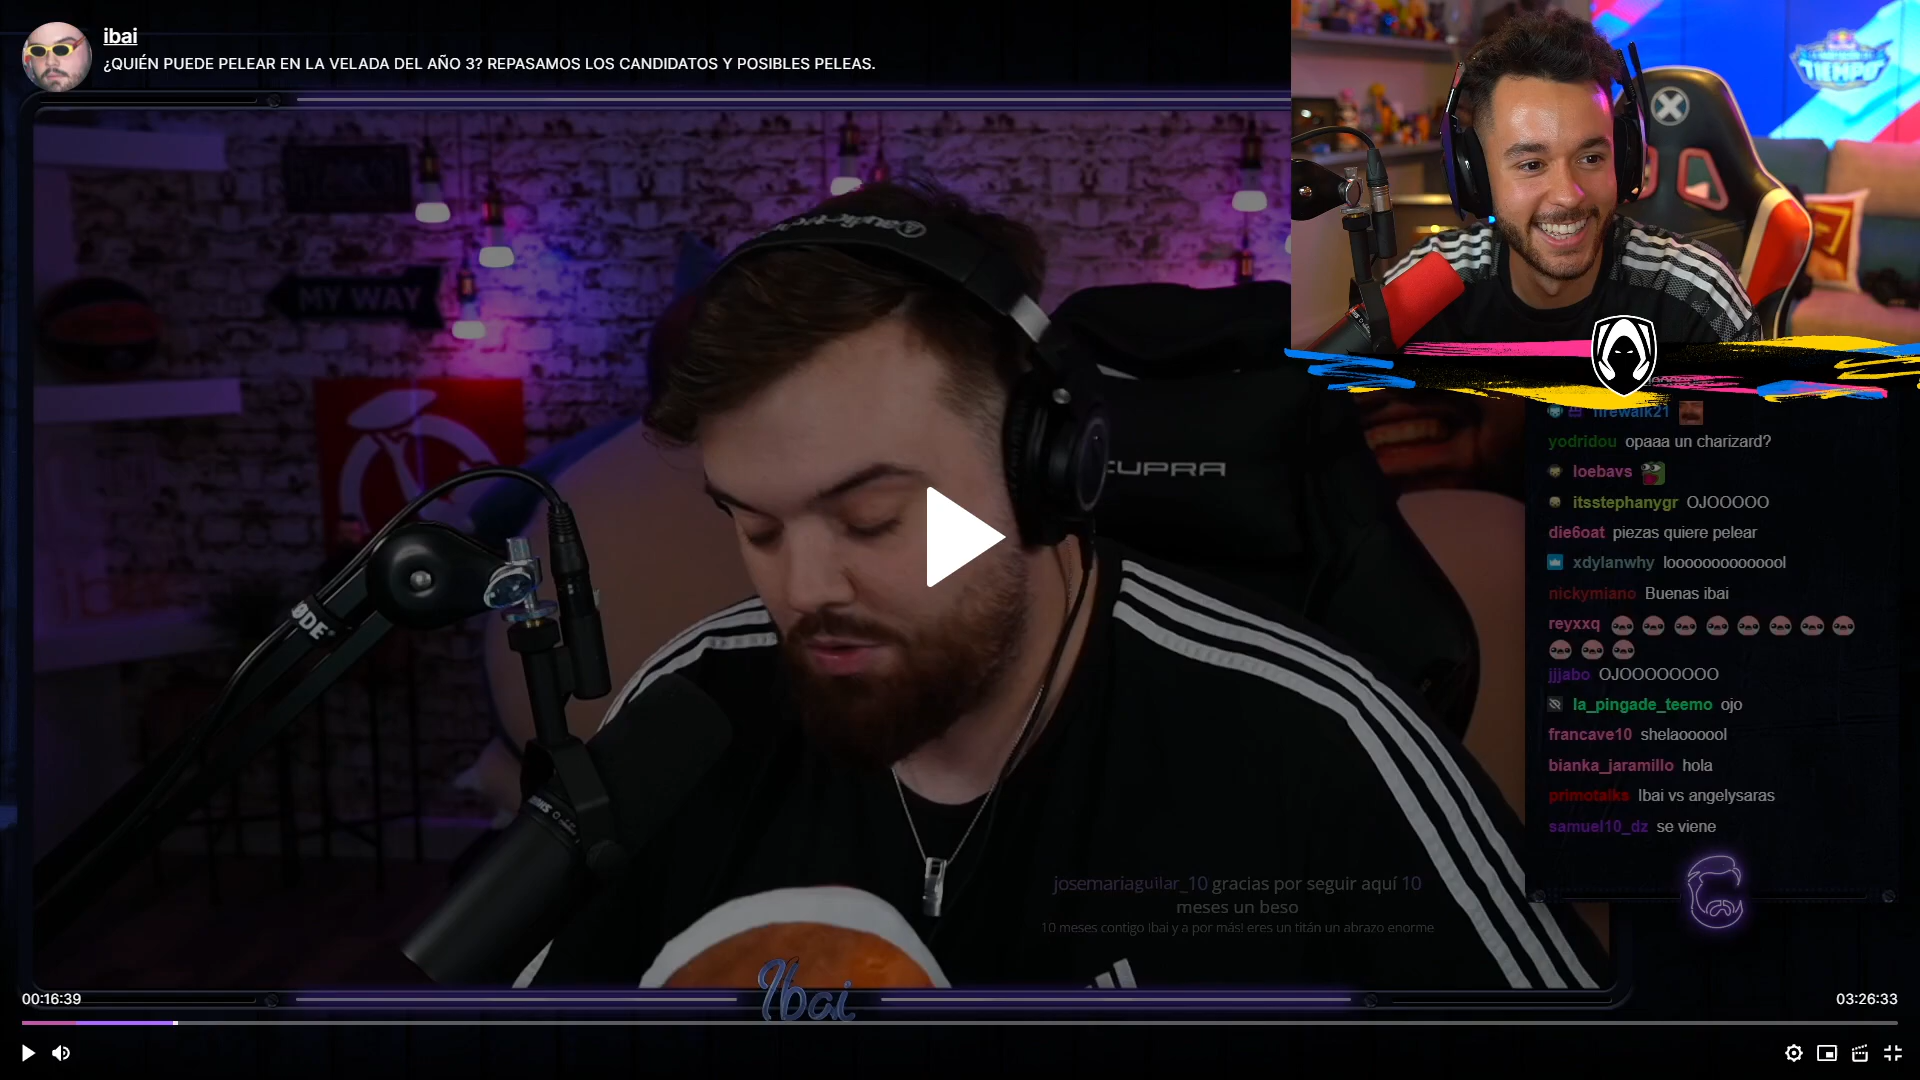 ibai
¿QUIÉN PUEDE PELEAR EN LA VELADA DEL AÑO 3? REPASAMOS LOS CANDIDATOS Y POSIBLES PELEAS.
TIEMPO
MY WAY
CUPRA
RØDE
firewalk21
yodridou opaaa un charizard?
loebavs
itsstephanygr OJOOOOO
die6oat piezas quiere pelear
xdylanwhy looooooooooool
nickymiano Buenas ibai
reyxxq
jjjabo OJOOOOOOOO
la_pingade_teemo ojo
francave10 shelaoooool
bianka_jaramillo hola
primotalks Ibai vs angelysaras
samuel10_dz se viene
josemariaguilar_10 gracias por seguir aquí 10
meses un beso
10 meses contigo Ibai y a por más! eres un titán un abrazo enorme
Ibai
00:16:39
03:26:33